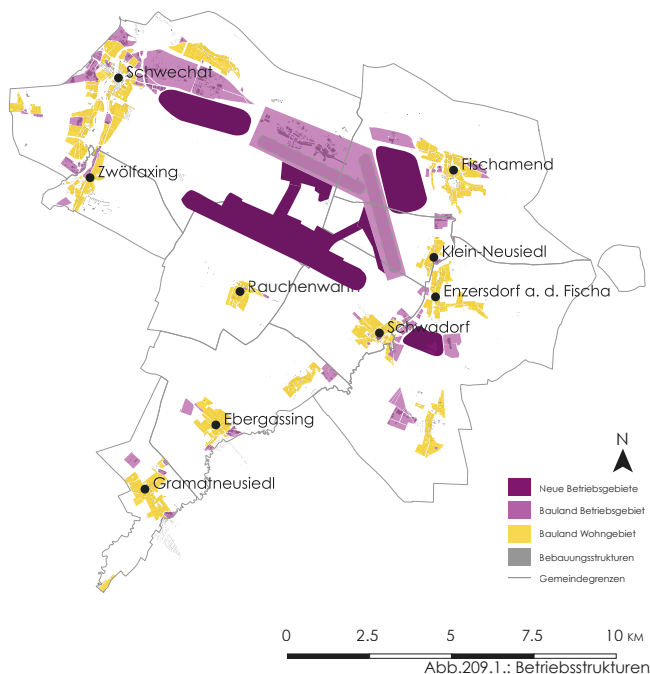 Schwechat
Fischamend
Zwölfaxing
Klein-Neusiedl
Rauchenwarth
Enzersdorf a. d. Fischa
Schwadorf
Ebergassing
Gramatneusiedl
N
Neue Betriebsgebiete
Bauland Betriebsgebiet
Bauland Wohngebiet
Bebauungsstrukturen
Gemeindegrenzen
0 2.5 5 7.5 10 KM
Abb.209.1.: Betriebsstrukturen